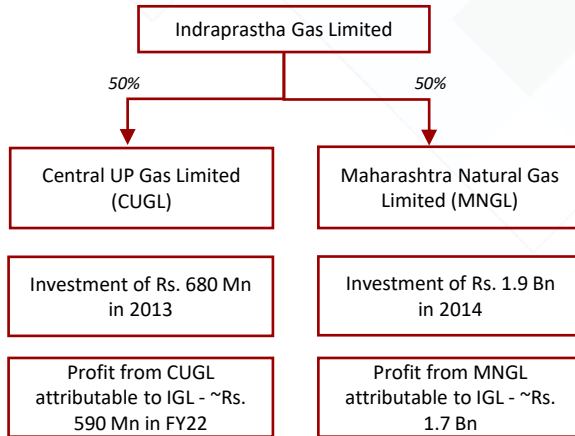 Indraprastha Gas Limited
50%
50%
Central UP Gas Limited
(CUGL)
Maharashtra Natural Gas
Limited (MNGL)
Investment of Rs. 680 Mn
in 2013
Investment of Rs. 1.9 Bn
in 2014
Profit from CUGL
attributable to IGL - ~Rs.
590 Mn in FY22
Profit from MNGL
attributable to IGL - ~Rs.
1.7 Bn